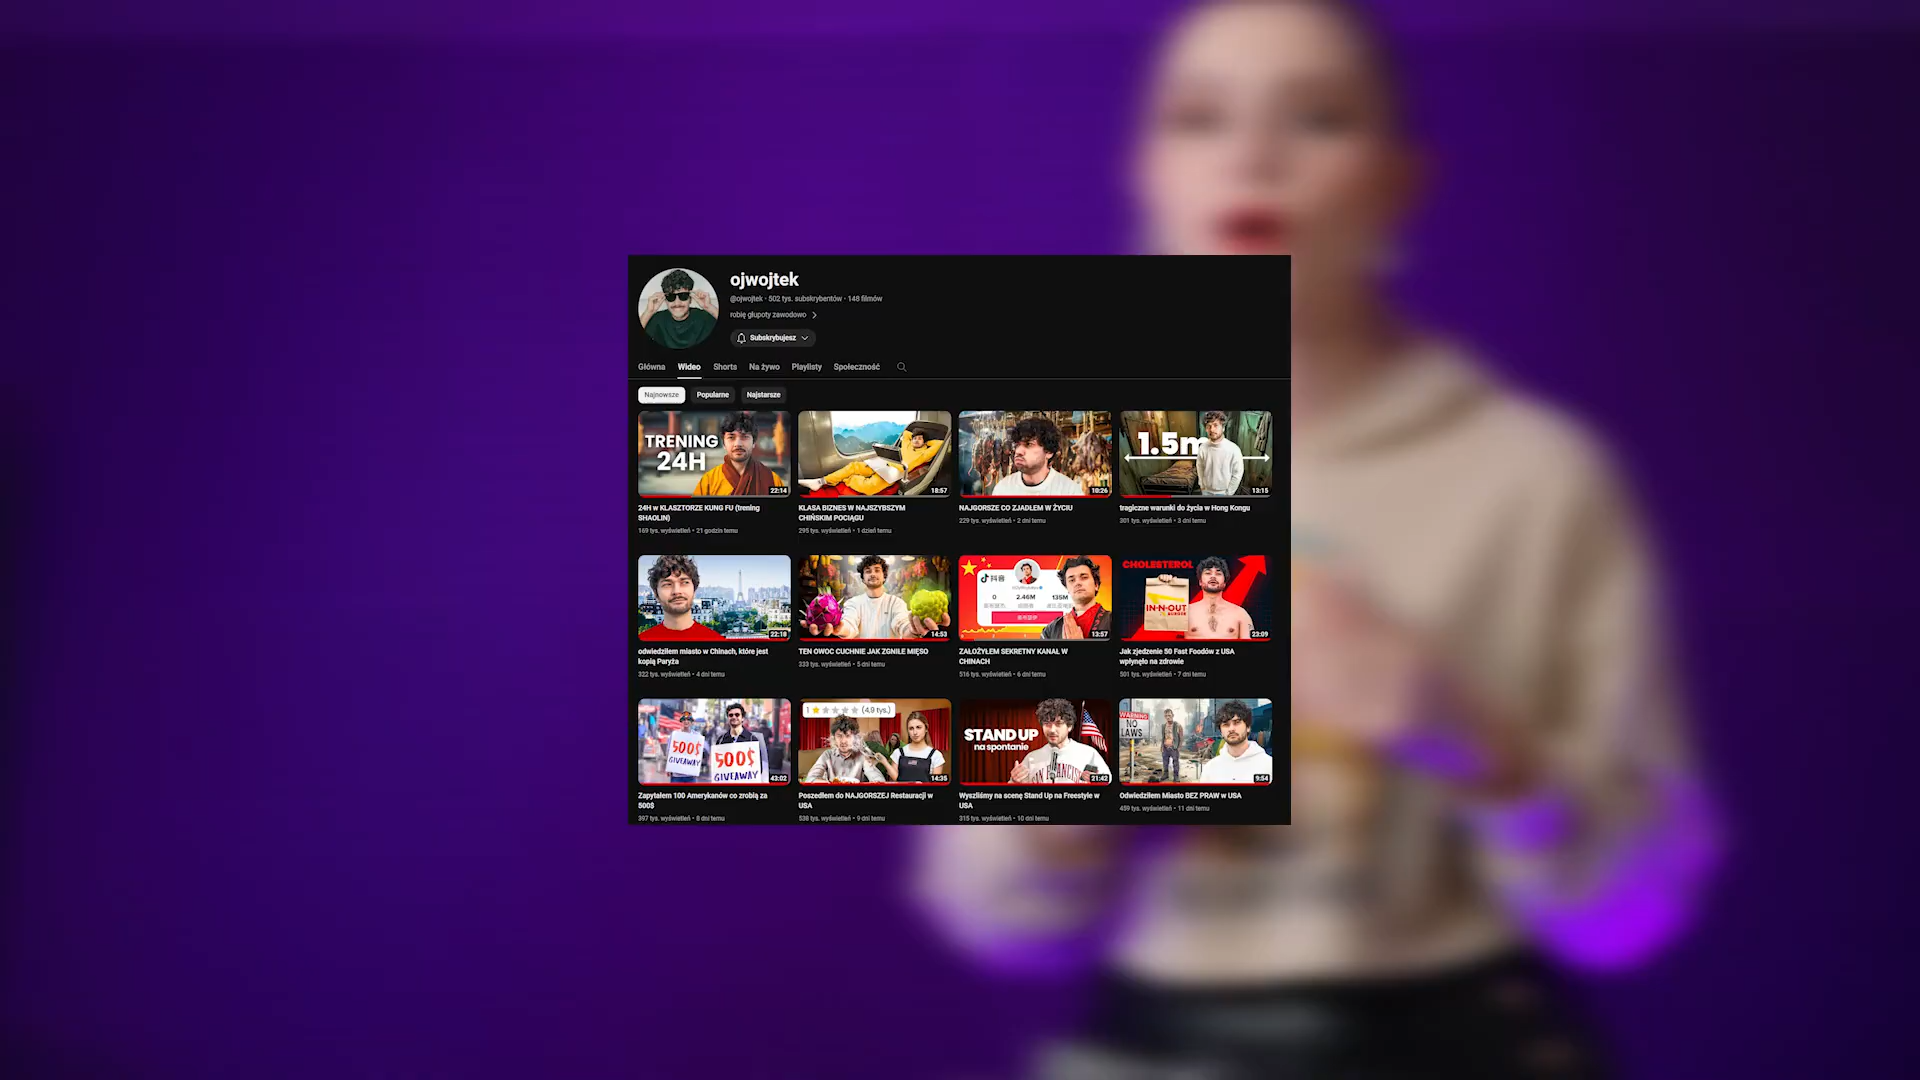 ojwojtek
@ojwojtek • 502 tys. subskrybentów • 148 filmów
robię głupoty zawodowo
Subskrybujesz
Główna Wideo Shorts Na żywo Playlisty Społeczność
Najnowsze Popularne Najstarsze
TRENING
24H
22:14
18:57
10:26
1.5m
13:15
24H w KLASZTORZE KUNG FU (trening
SHAOLIN)
169 tys. wyświetleń • 21 godzin temu
KLASA BIZNES W NAJSZYBSZYM
CHIŃSKIM POCIĄGU
295 tys. wyświetleń • 1 dzień temu
NAJGORSZE CO ZJADŁEM W ŻYCIU
229 tys. wyświetleń • 2 dni temu
tragiczne warunki do życia w Hong Kongu
301 tys. wyświetleń • 3 dni temu
22:18
14:53
抖音
0 2.46M 135M
13:57
CHOLESTEROL
IN-N-OUT
BURGER
23:09
odwiedziłem miasto w Chinach, które jest
kopią Paryża
322 tys. wyświetleń • 4 dni temu
TEN OWOC CUCHNIE JAK ZGNIŁE MIĘSO
333 tys. wyświetleń • 5 dni temu
ZAŁOŻYŁEM SEKRETNY KANAŁ W
CHINACH
516 tys. wyświetleń • 6 dni temu
Jak zjedzenie 50 Fast Foodów z USA
wpłynęło na zdrowie
501 tys. wyświetleń • 7 dni temu
500$
GIVEAWAY
500$
GIVEAWAY
43:02
1 (4,9 tys.)
14:35
STAND UP
na spontanie
21:42
WARNING
NO
LAWS
9:54
Zapytałem 100 Amerykanów co zrobią za
500$
397 tys. wyświetleń • 8 dni temu
Poszedłem do NAJGORSZEJ Restauracji w
USA
538 tys. wyświetleń • 9 dni temu
Wyszliśmy na scenę Stand Up na Freestyle w
USA
315 tys. wyświetleń • 10 dni temu
Odwiedziłem Miasto BEZ PRAW w USA
459 tys. wyświetleń • 11 dni temu